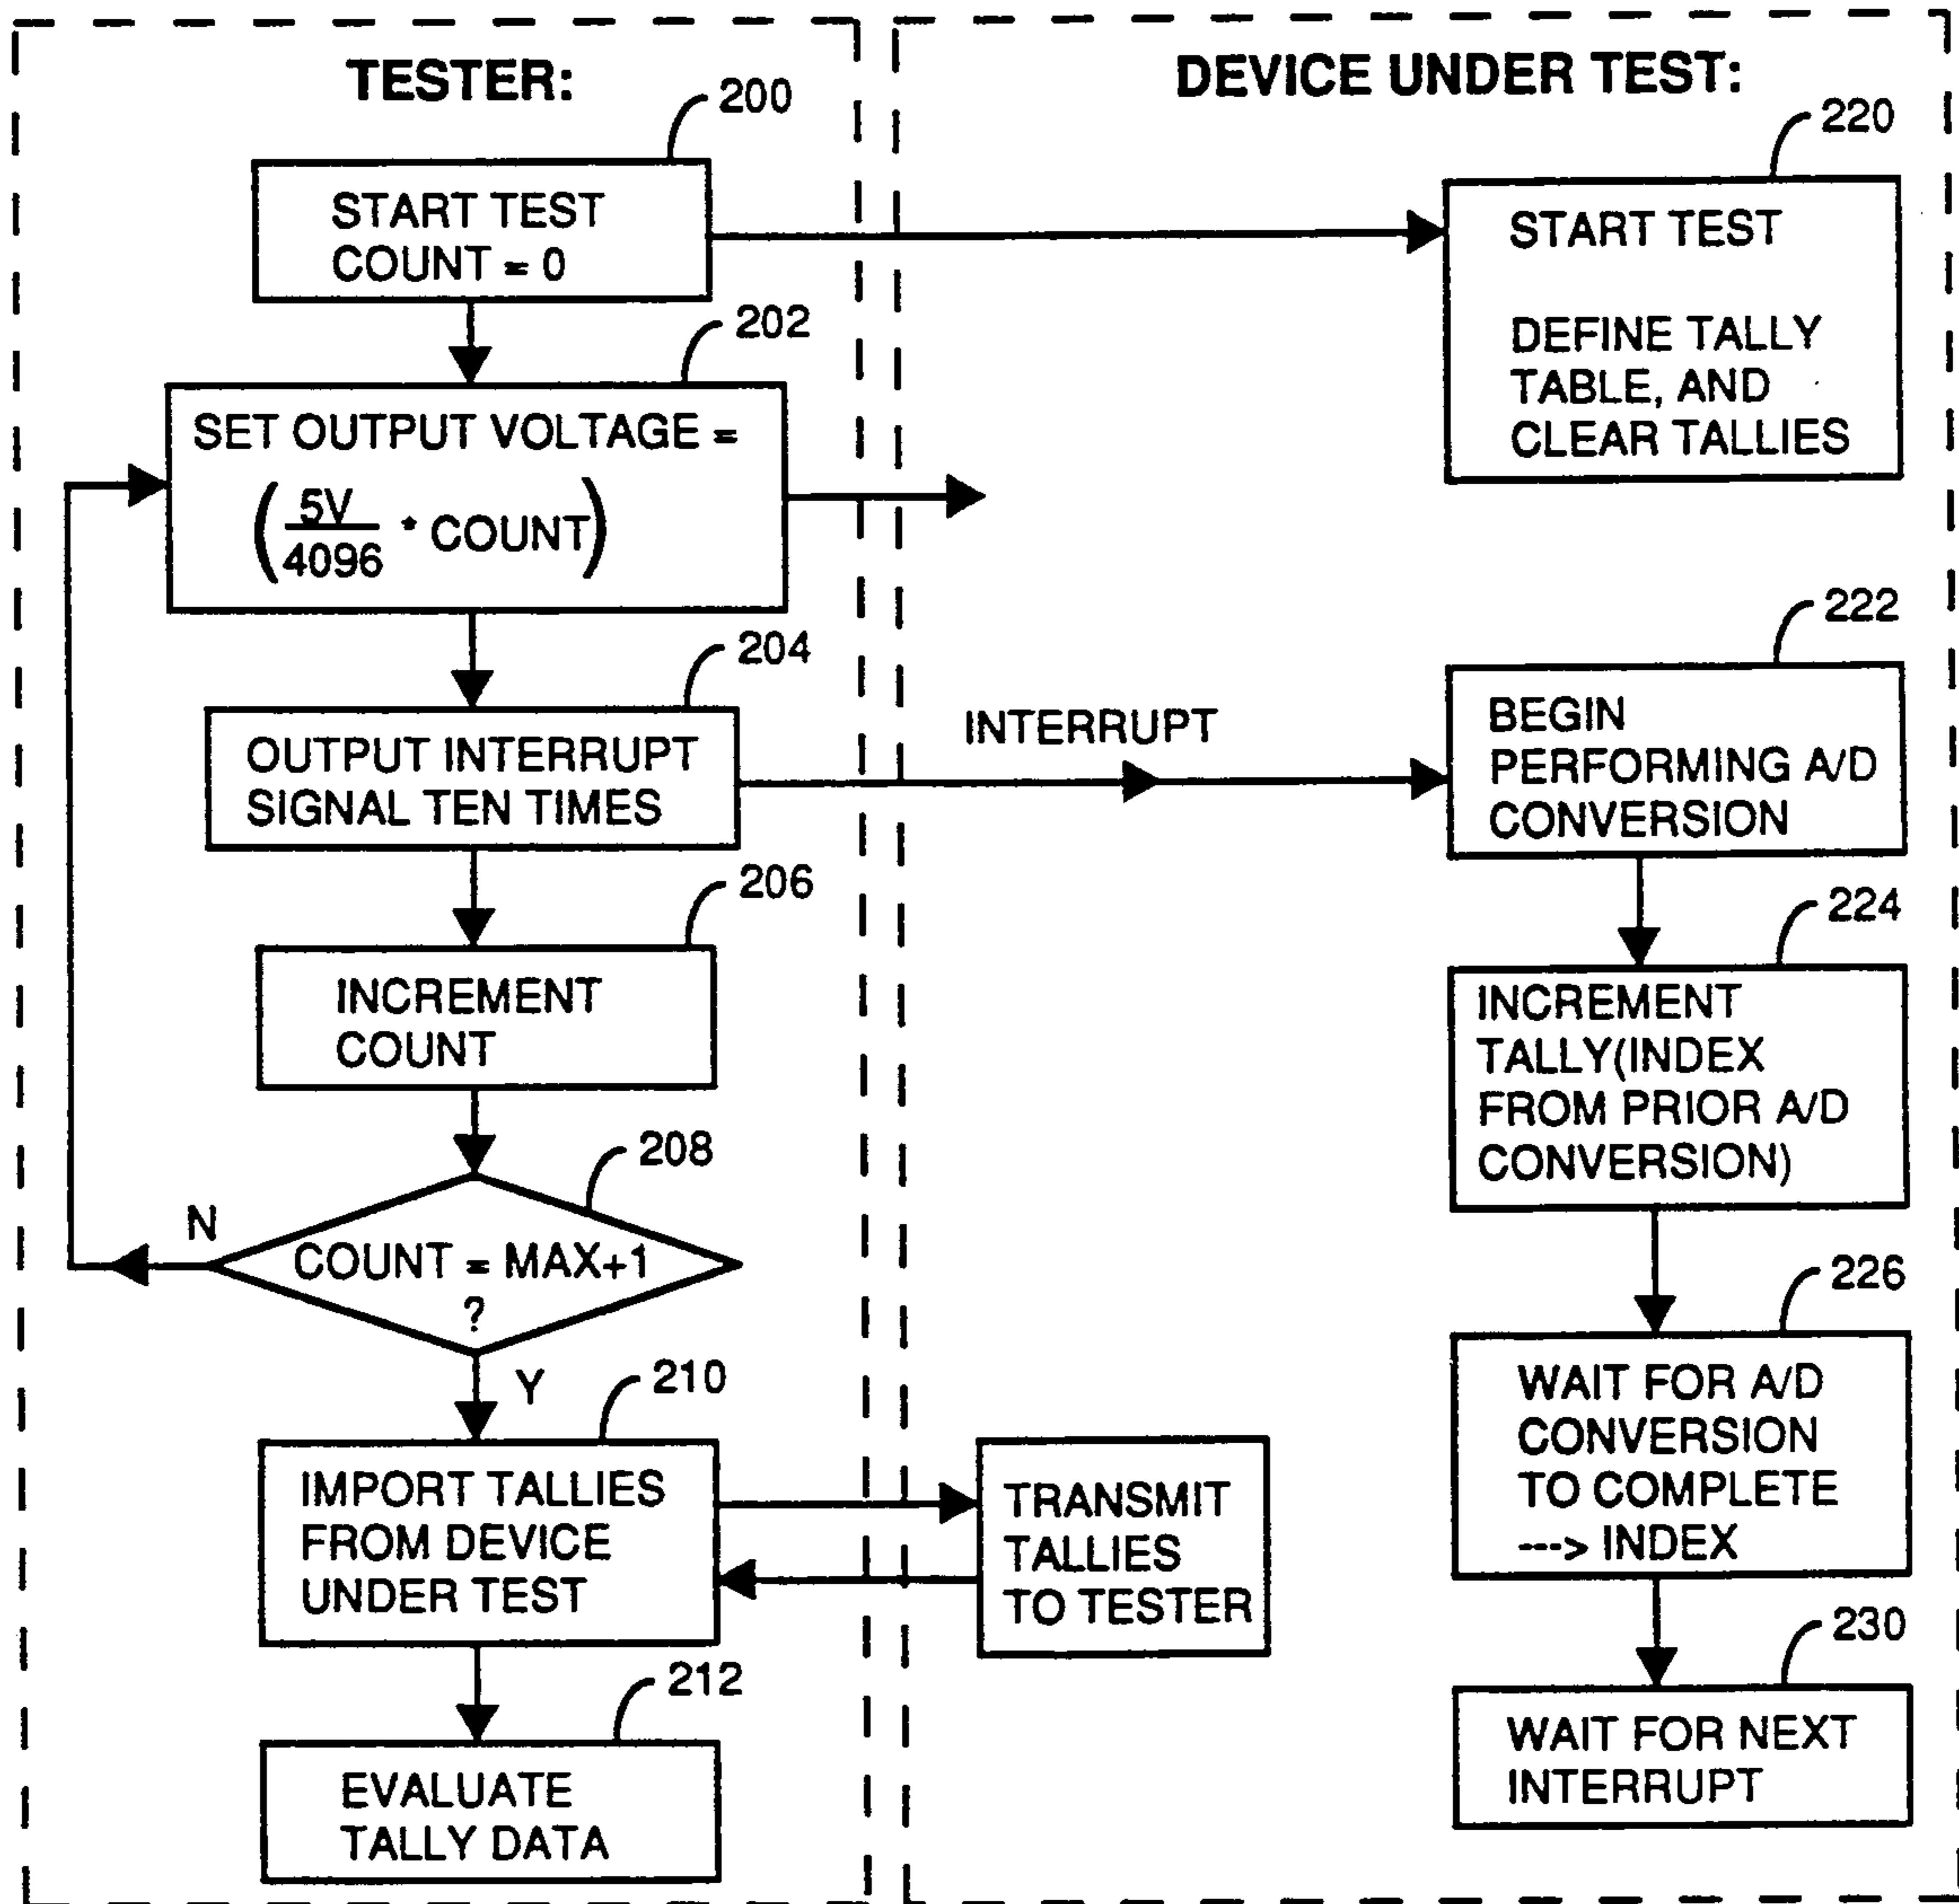 TESTER:
200
START TEST
COUNT = 0
202
SET OUTPUT VOLTAGE =
(5V/4096 * COUNT)
204
OUTPUT INTERRUPT
SIGNAL TEN TIMES
206
INCREMENT
COUNT
208
N
COUNT = MAX+1
?
Y
210
IMPORT TALLIES
FROM DEVICE
UNDER TEST
212
EVALUATE
TALLY DATA
DEVICE UNDER TEST:
220
START TEST
DEFINE TALLY
TABLE, AND
CLEAR TALLIES
INTERRUPT
222
BEGIN
PERFORMING A/D
CONVERSION
224
INCREMENT
TALLY(INDEX
FROM PRIOR A/D
CONVERSION)
226
WAIT FOR A/D
CONVERSION
TO COMPLETE
---> INDEX
TRANSMIT
TALLIES
TO TESTER
230
WAIT FOR NEXT
INTERRUPT